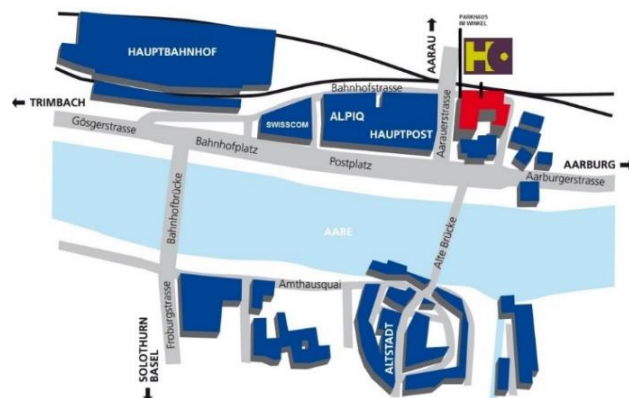 PARKHAUS
IM WINKEL
HAUPTBAHNHOF
AARAU
Bahnhofstrasse
TRIMBACH
ALPIQ
SWISSCOM
HAUPTPOST
Aarauerstrasse
Gösgerstrasse
Bahnhofplatz
Postplatz
AARBURG
Aarburgerstrasse
Bahnhofbrücke
AARE
Alte Brücke
Amthausquai
Froburgstrasse
ALTSTADT
SOLOTHURN
BASEL